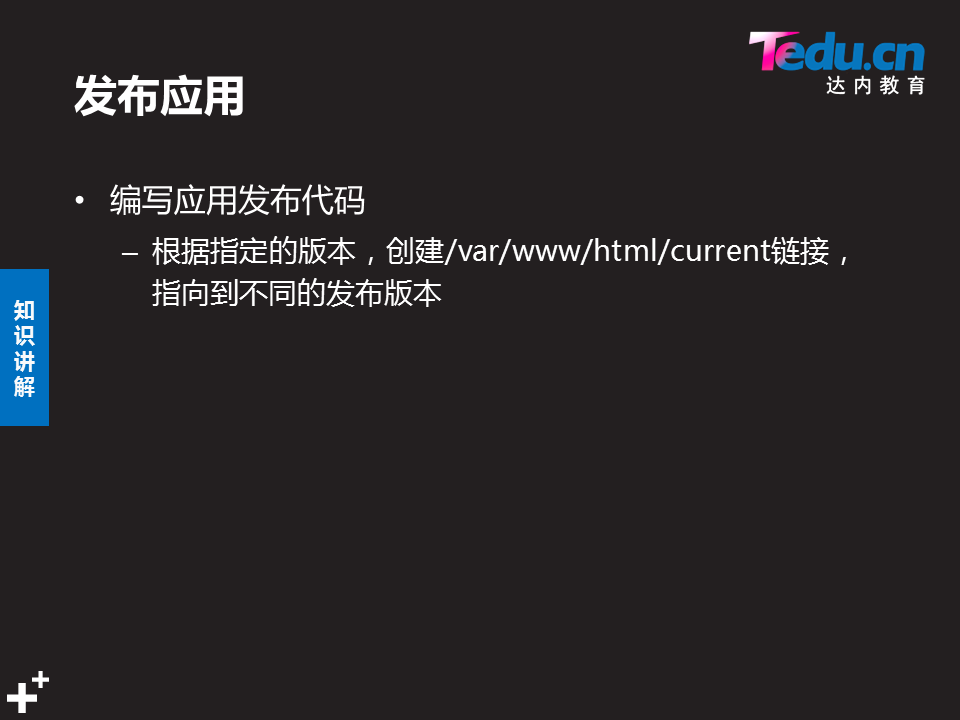 Tedu.cn
达内教育
发布应用
• 编写应用发布代码
– 根据指定的版本，创建/var/www/html/current链接，
指向到不同的发布版本
知
识
讲
解